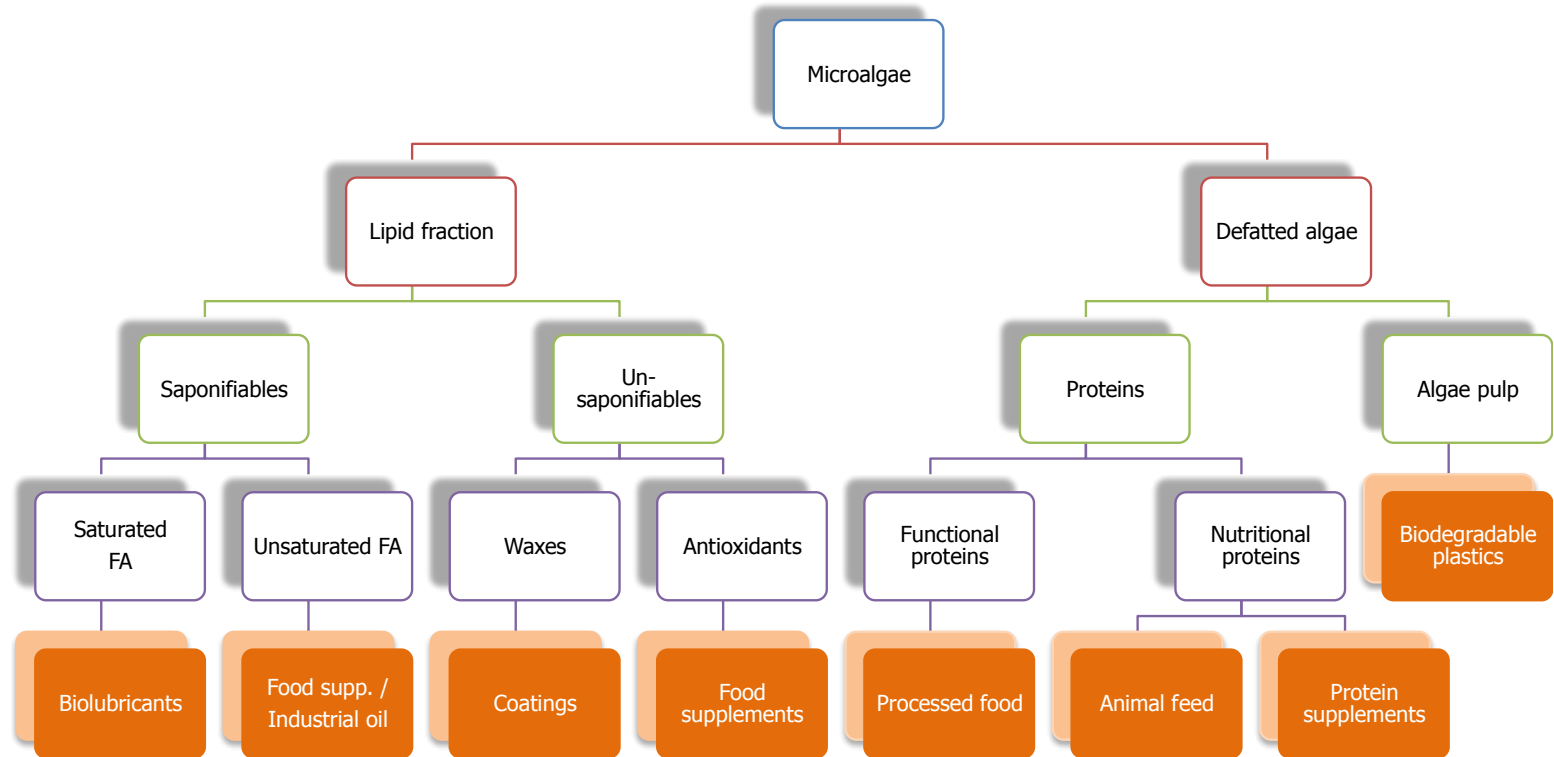 Microalgae
Lipid fraction
Defatted algae
Saponifiables
Un-
saponifiables
Proteins
Algae pulp
Saturated
FA
Unsaturated FA
Waxes
Antioxidants
Functional
proteins
Nutritional
proteins
Biodegradable
plastics
Biolubricants
Food supp. /
Industrial oil
Coatings
Food
supplements
Processed food
Animal feed
Protein
supplements